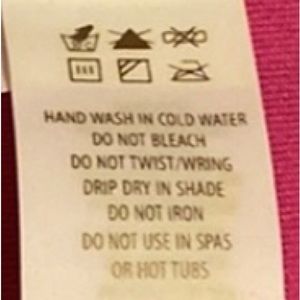 HAND WASH IN COLD WATER
DO NOT BLEACH
DO NOT TWIST/WRING
DRIP DRY IN SHADE
DO NOT IRON
DO NOT USE IN SPAS
OR HOT TUBS